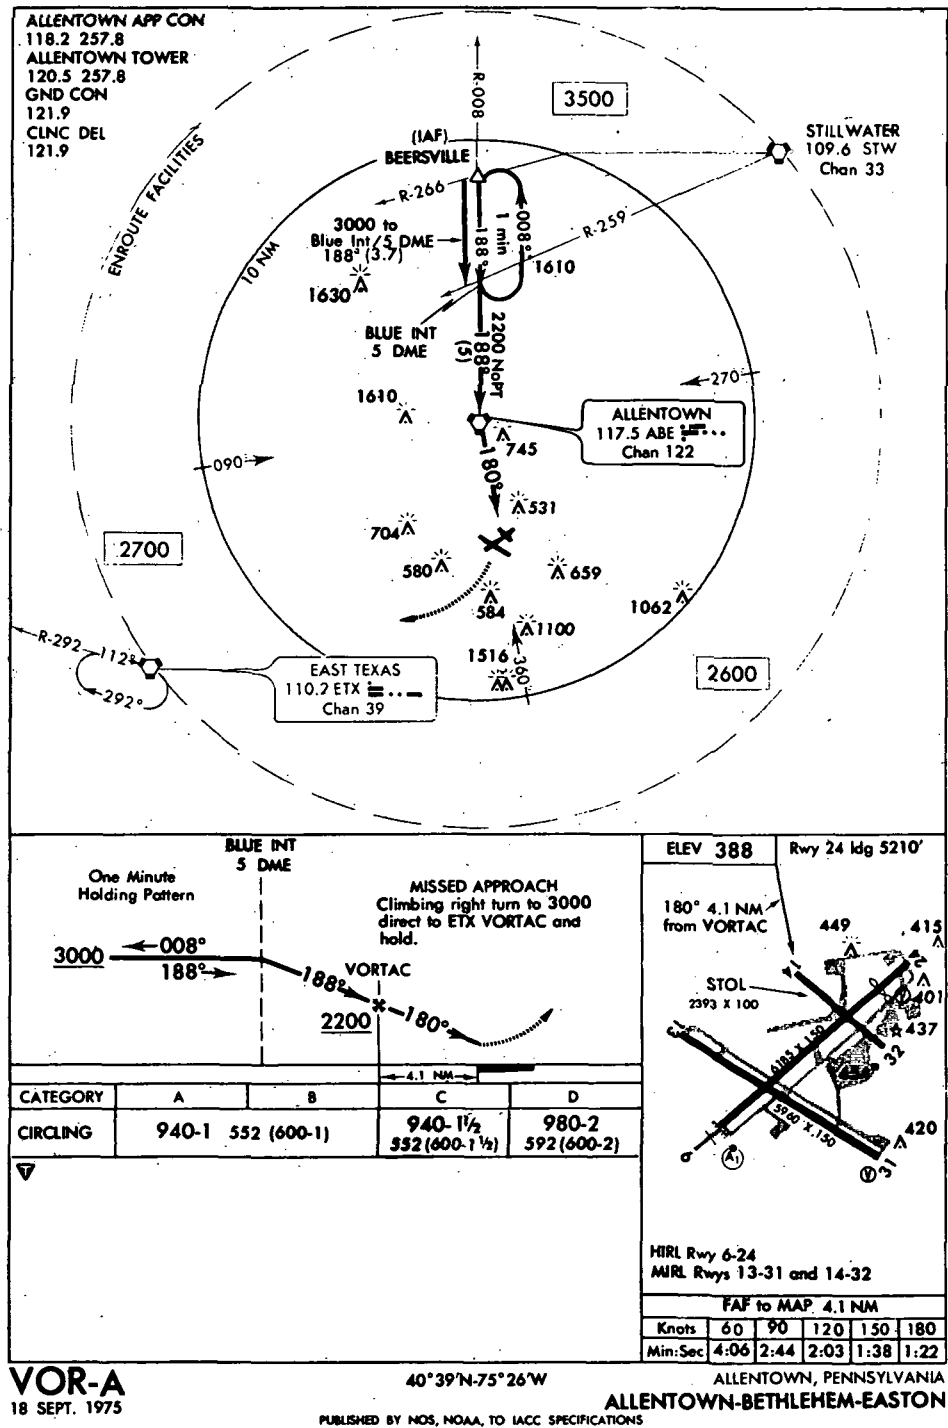 ALLENTOWN APP CON
118.2 257.8
ALLENTOWN TOWER
120.5 257.8
GND CON
121.9
CLNC DEL
121.9
ENROUTE FACILITIES
10 NM
R-008
3500
(IAF)
BEERSVILLE
STILLWATER
109.6 STW
Chan 33
R-266
R-259
3000 to
Blue Int/5 DME
188° (3.7)
188°
1 min
008°
1610
1630
BLUE INT
5 DME
2200 NoPT
188°
(5)
1610
270
ALLENTOWN
117.5 ABE
Chan 122
745
090
180°
531
704
2700
580
659
584
1062
1100
1516
360
2600
R-292
112°
292°
EAST TEXAS
110.2 ETX
Chan 39
BLUE INT
5 DME
One Minute
Holding Pattern
MISSED APPROACH
Climbing right turn to 3000
direct to ETX VORTAC and
hold.
3000
008°
188°
188°
VORTAC
2200
180°
4.1 NM
CATEGORY A B C D
CIRCLING 940-1 552 (600-1) 940-1½ 980-2
552 (600-1½) 592 (600-2)
T
ELEV 388 Rwy 24 ldg 5210'
180° 4.1 NM
from VORTAC
449
415
STOL
2393 X 100
14
24
401
437
32
13
6185 X 150
5960 X 150
420
6
A1
31
V
HIRL Rwy 6-24
MIRL Rwys 13-31 and 14-32
FAF to MAP 4.1 NM
Knots 60 90 120 150 180
Min:Sec 4:06 2:44 2:03 1:38 1:22
VOR-A
18 SEPT. 1975
40°39'N-75°26'W
ALLENTOWN, PENNSYLVANIA
ALLENTOWN-BETHLEHEM-EASTON
PUBLISHED BY NOS, NOAA, TO IACC SPECIFICATIONS